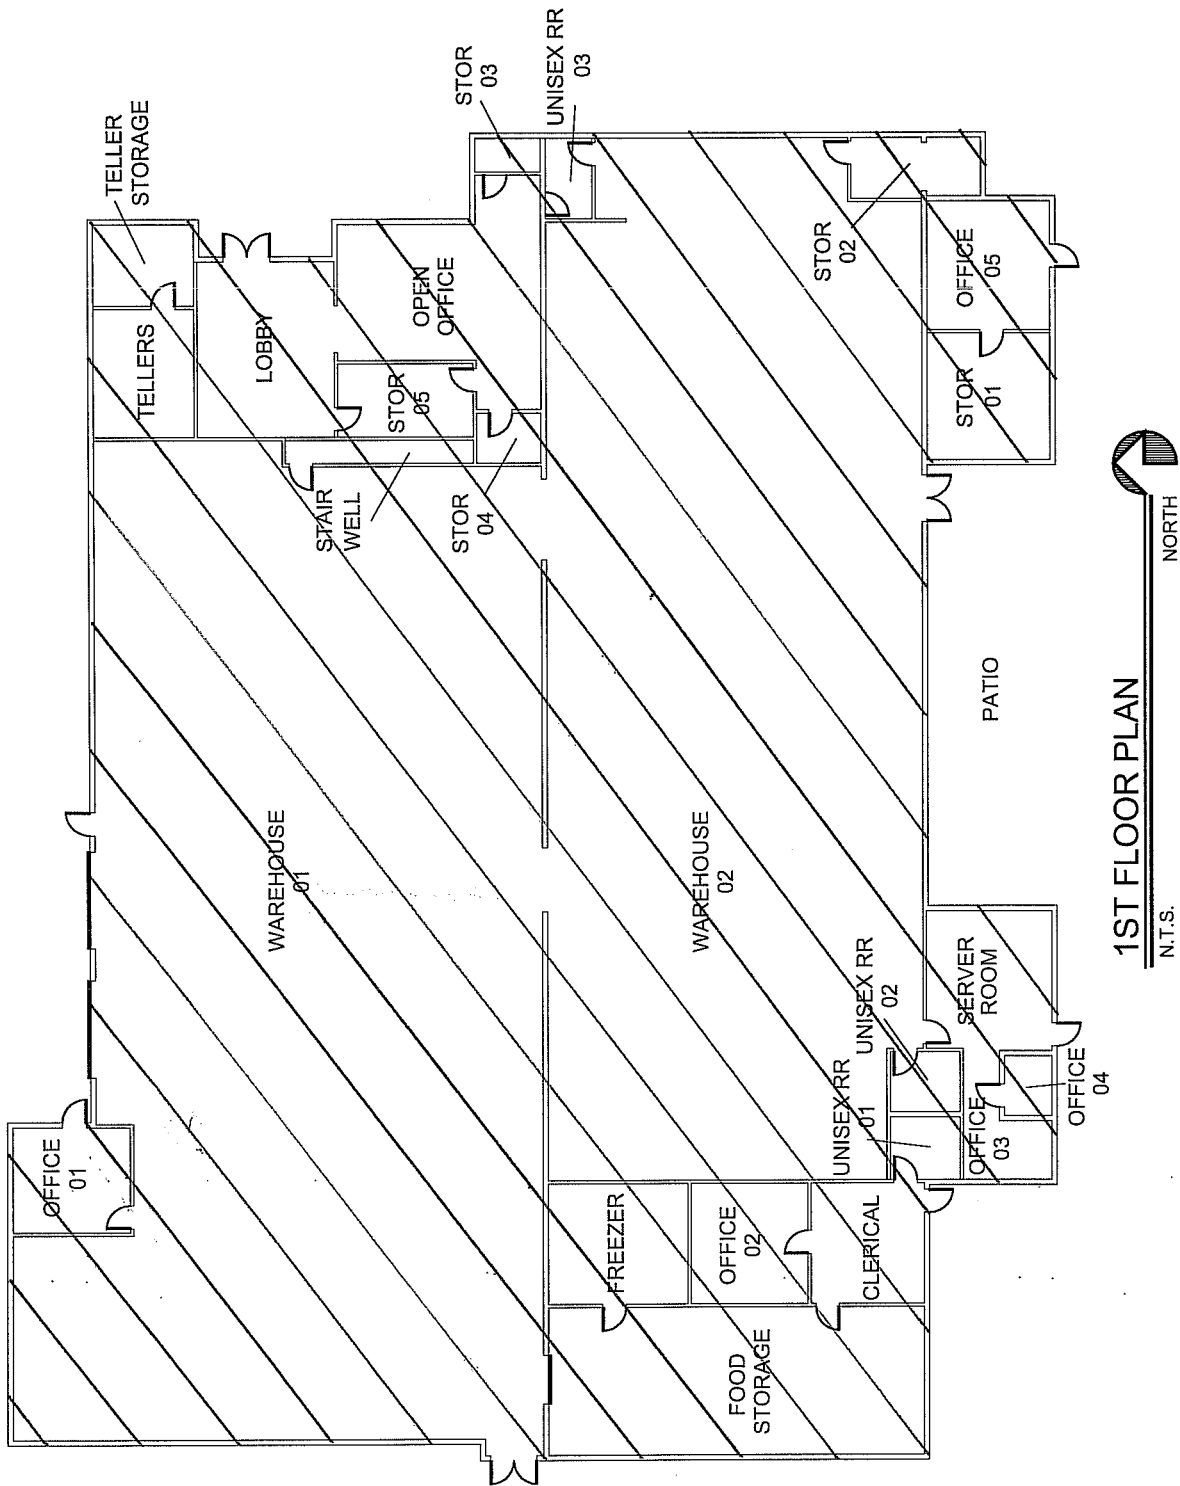 TELLER
STORAGE
TELLERS
LOBBY
STOR
03
UNISEX RR
03
OPEN
OFFICE
STOR
05
STAIR
WELL
STOR
04
STOR
02
OFFICE
05
STOR
01
WAREHOUSE
01
WAREHOUSE
02
PATIO
OFFICE
01
FREEZER
OFFICE
02
CLERICAL
FOOD
STORAGE
UNISEX RR
01
UNISEX RR
02
SERVER
ROOM
OFFICE
03
OFFICE
04
1ST FLOOR PLAN
N.T.S.
NORTH